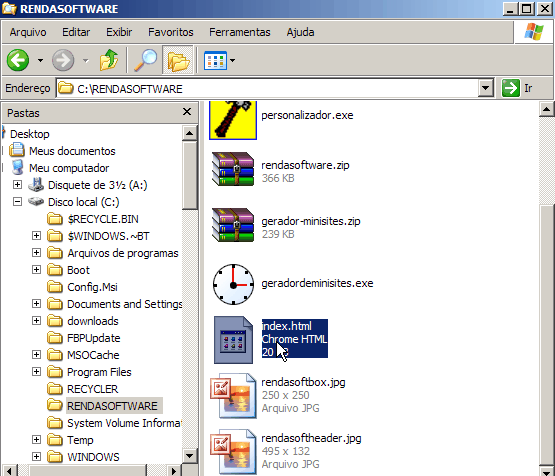 RENDASOFTWARE
Arquivo Editar Exibir Favoritos Ferramentas Ajuda
Endereço C:\RENDASOFTWARE Ir
Pastas
Desktop
Meus documentos
Meu computador
Disquete de 3½ (A:)
Disco local (C:)
$RECYCLE.BIN
$WINDOWS.~BT
Arquivos de programas
Boot
Config.Msi
Documents and Settings
downloads
FBPUpdate
MSOCache
Program Files
RECYCLER
RENDASOFTWARE
System Volume Informat
Temp
WINDOWS
personalizador.exe
rendasoftware.zip
366 KB
gerador-minisites.zip
239 KB
geradordeminisites.exe
index.html
Chrome HTML
20
rendasoftbox.jpg
250 x 250
Arquivo JPG
rendasoftheader.jpg
495 x 132
Arquivo JPG